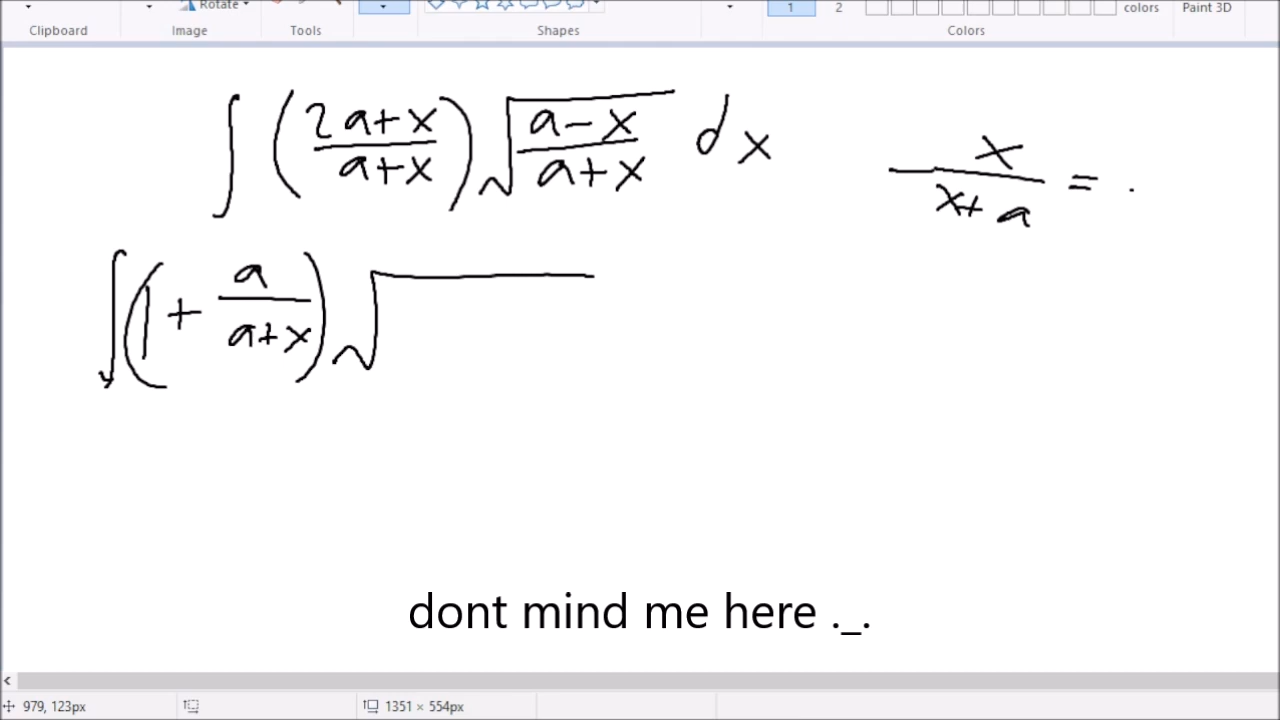 Rotate
Clipboard Image Tools Shapes 1 2 colors Colors Paint 3D
∫ (2a+x / a+x) √(a-x / a+x) dx
x / x+a = .
∫ (1 + a / a+x) √
dont mind me here ._.
979, 123px 1351 × 554px